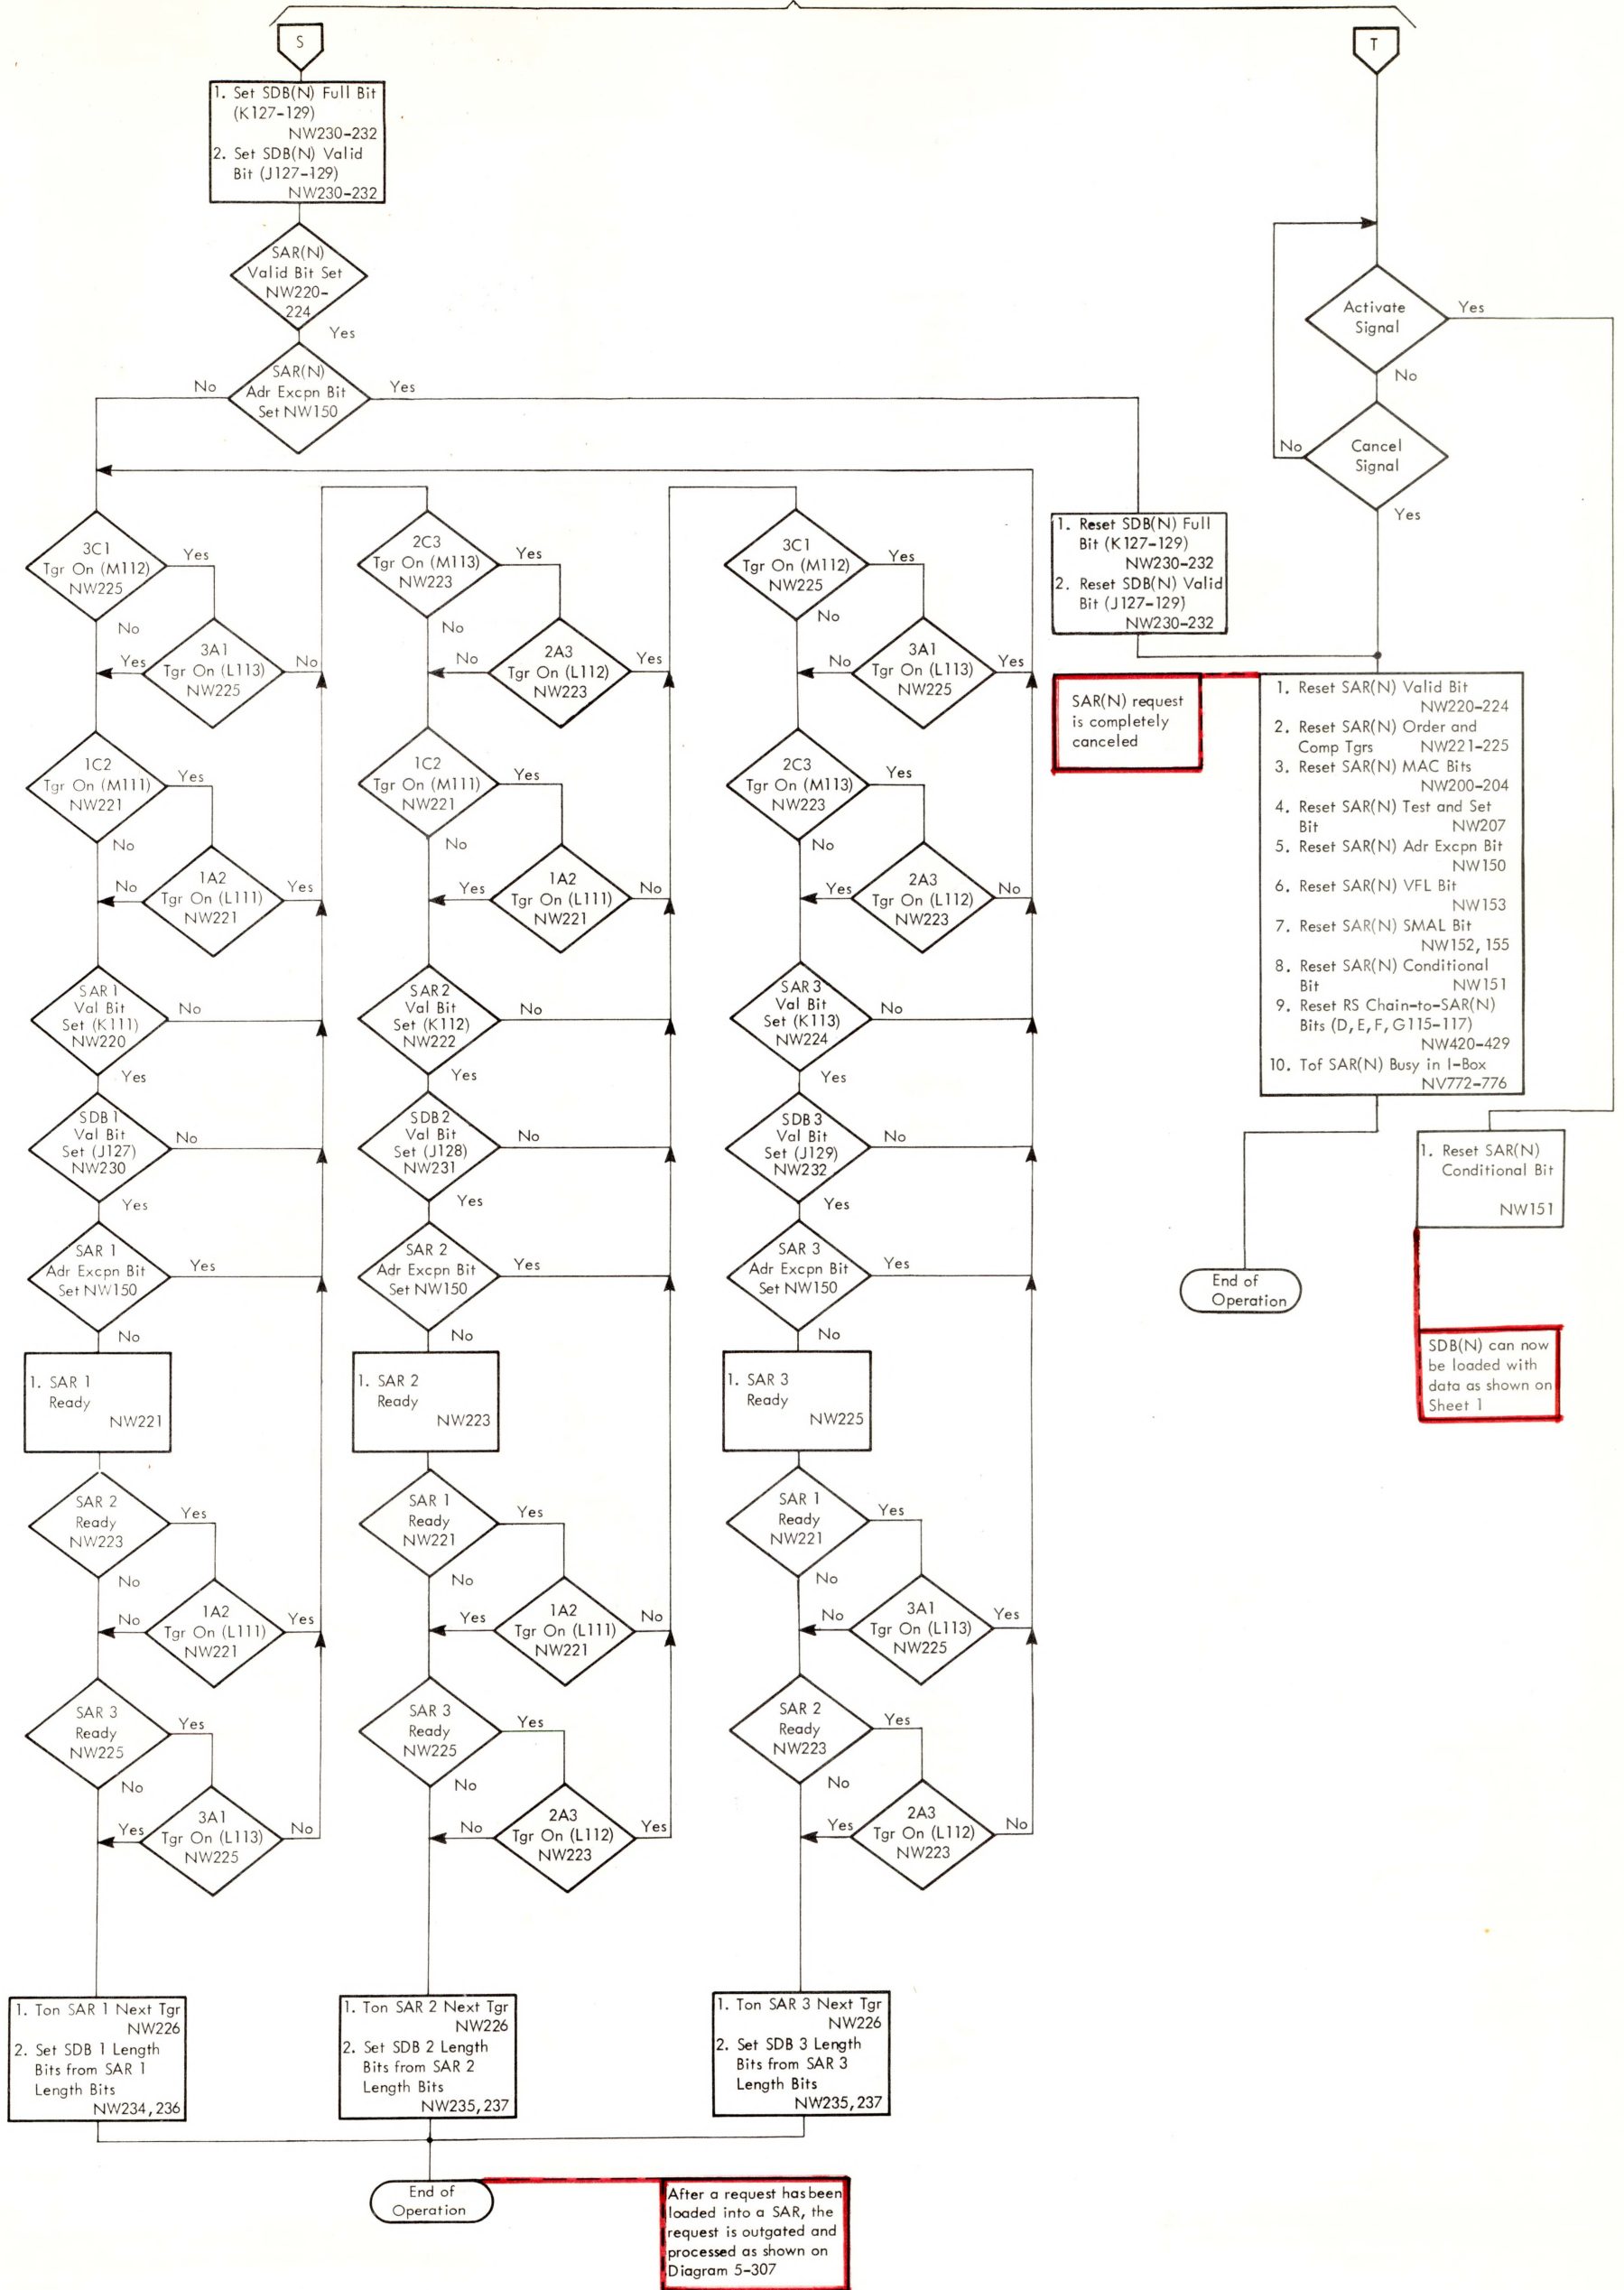 S
1. Set SDB(N) Full Bit
(K127-129)
NW230-232
2. Set SDB(N) Valid
Bit (J127-129)
NW230-232
SAR(N)
Valid Bit Set
NW220-
224
Yes
SAR(N)
Adr Excpn Bit
Set NW150
No
Yes
3C1
Tgr On (M112)
NW225
Yes
No
3A1
Tgr On (L113)
NW225
Yes
No
1C2
Tgr On (M111)
NW221
Yes
No
1A2
Tgr On (L111)
NW221
No
Yes
SAR 1
Val Bit
Set (K111)
NW220
No
Yes
SDB 1
Val Bit
Set (J127)
NW230
No
Yes
SAR 1
Adr Excpn Bit
Set NW150
Yes
No
1. SAR 1
Ready
NW221
SAR 2
Ready
NW223
Yes
No
1A2
Tgr On (L111)
NW221
No
Yes
SAR 3
Ready
NW225
Yes
No
3A1
Tgr On (L113)
NW225
Yes
No
1. Ton SAR 1 Next Tgr
NW226
2. Set SDB 1 Length
Bits from SAR 1
Length Bits
NW234, 236
2C3
Tgr On (M113)
NW223
Yes
No
2A3
Tgr On (L112)
NW223
No
Yes
1C2
Tgr On (M111)
NW221
Yes
No
1A2
Tgr On (L111)
NW221
Yes
No
SAR 2
Val Bit
Set (K112)
NW222
No
Yes
SDB 2
Val Bit
Set (J128)
NW231
No
Yes
SAR 2
Adr Excpn Bit
Set NW150
Yes
No
1. SAR 2
Ready
NW223
SAR 1
Ready
NW221
Yes
No
1A2
Tgr On (L111)
NW221
Yes
No
SAR 3
Ready
NW225
Yes
No
2A3
Tgr On (L112)
NW223
No
Yes
1. Ton SAR 2 Next Tgr
NW226
2. Set SDB 2 Length
Bits from SAR 2
Length Bits
NW235, 237
3C1
Tgr On (M112)
NW225
Yes
No
3A1
Tgr On (L113)
NW225
No
Yes
2C3
Tgr On (M113)
NW223
Yes
No
2A3
Tgr On (L112)
NW223
Yes
No
SAR 3
Val Bit
Set (K113)
NW224
No
Yes
SDB 3
Val Bit
Set (J129)
NW232
No
Yes
SAR 3
Adr Excpn Bit
Set NW150
Yes
No
1. SAR 3
Ready
NW225
SAR 1
Ready
NW221
Yes
No
3A1
Tgr On (L113)
NW225
No
Yes
SAR 2
Ready
NW223
Yes
No
2A3
Tgr On (L112)
NW223
Yes
No
1. Ton SAR 3 Next Tgr
NW226
2. Set SDB 3 Length
Bits from SAR 3
Length Bits
NW235, 237
End of
Operation
After a request has been
loaded into a SAR, the
request is outgated and
processed as shown on
Diagram 5-307
T
Activate
Signal
Yes
No
Cancel
Signal
No
Yes
1. Reset SDB(N) Full
Bit (K127-129)
NW230-232
2. Reset SDB(N) Valid
Bit (J127-129)
NW230-232
SAR(N) request
is completely
canceled
1. Reset SAR(N) Valid Bit
NW220-224
2. Reset SAR(N) Order and
Comp Tgrs NW221-225
3. Reset SAR(N) MAC Bits
NW200-204
4. Reset SAR(N) Test and Set
Bit NW207
5. Reset SAR(N) Adr Excpn Bit
NW150
6. Reset SAR(N) VFL Bit
NW153
7. Reset SAR(N) SMAL Bit
NW152, 155
8. Reset SAR(N) Conditional
Bit NW151
9. Reset RS Chain-to-SAR(N)
Bits (D, E, F, G115-117)
NW420-429
10. Tof SAR(N) Busy in I-Box
NV772-776
End of
Operation
1. Reset SAR(N)
Conditional Bit
NW151
SDB(N) can now
be loaded with
data as shown on
Sheet 1